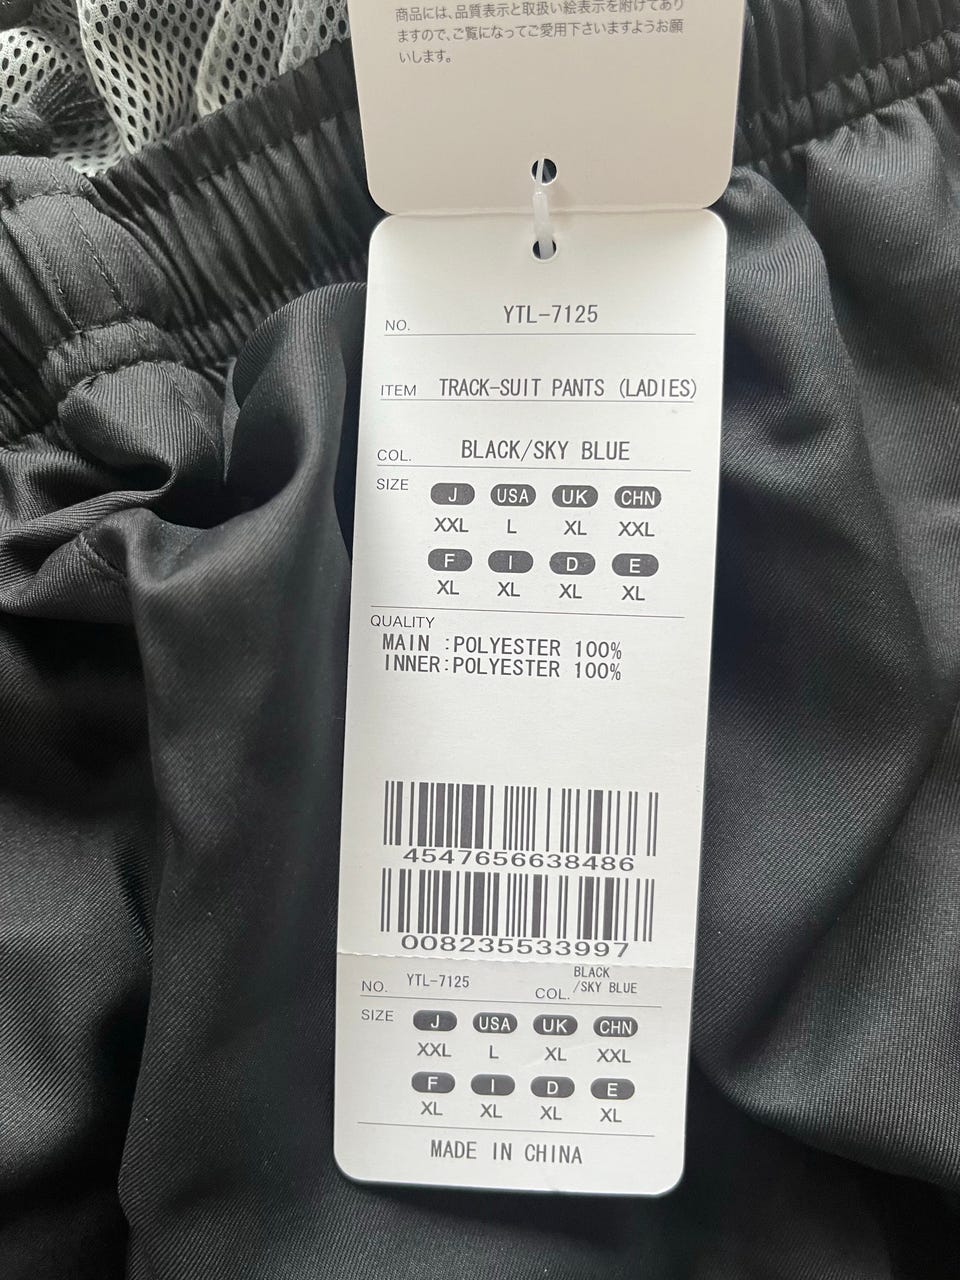 商品には、品質表示と取扱い絵表示を附けてあり
ますので、ご覧になってご愛用下さいますようお願
いします。
NO. YTL-7125
ITEM TRACK-SUIT PANTS (LADIES)
COL. BLACK/SKY BLUE
SIZE J USA UK CHN
XXL L XL XXL
F I D E
XL XL XL XL
QUALITY
MAIN :POLYESTER 100%
INNER:POLYESTER 100%
4547656638486
008235533997
NO. YTL-7125 COL. BLACK
/SKY BLUE
SIZE J USA UK CHN
XXL L XL XXL
F I D E
XL XL XL XL
MADE IN CHINA